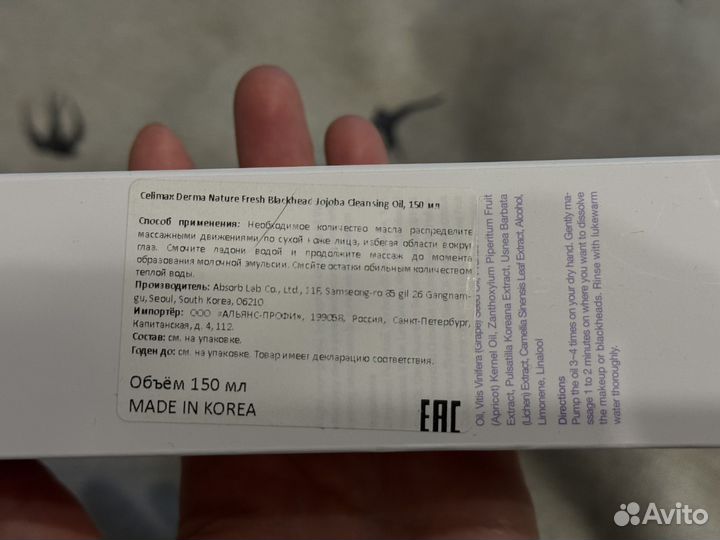 Celimax Derma Nature Fresh Blackhead Jojoba Cleansing Oil, 150 мл
Способ применения: Необходимое количество масла распределите
массажными движениями по сухой коже лица, избегая области вокруг
глаз. Смочите ладони водой и продолжите массаж до момента
образования молочной эмульсии. Смойте остатки обильным количеством
теплой воды.
Производитель: Absorb Lab Co., Ltd., 11F, Samseong-ro 85 gil 26 Gangnam-
gu, Seoul, South Korea, 06210
Импортёр: ООО «АЛЬЯНС-ПРОФИ», 199058, Россия, Санкт-Петербург,
Капитанская, д. 4, 112.
Состав: см. на упаковке.
Годен до: см. на упаковке. Товар имеет декларацию соответствия.
Объём 150 мл
MADE IN KOREA
EAC
Oil, Vitis Vinifera (Grape) Seed Oil,
(Apricot) Kernel Oil, Zanthoxylum Piperitum Fruit
Extract, Pulsatilla Koreana Extract, Usnea Barbata
(Lichen) Extract, Camellia Sinensis Leaf Extract, Alcohol,
Limonene, Linalool
Directions
Pump the oil 3-4 times on your dry hand. Gently ma-
ssage 1 to 2 minutes on where you want to dissolve
the makeup or blackheads. Rinse with lukewarm
water thoroughly.
Avito